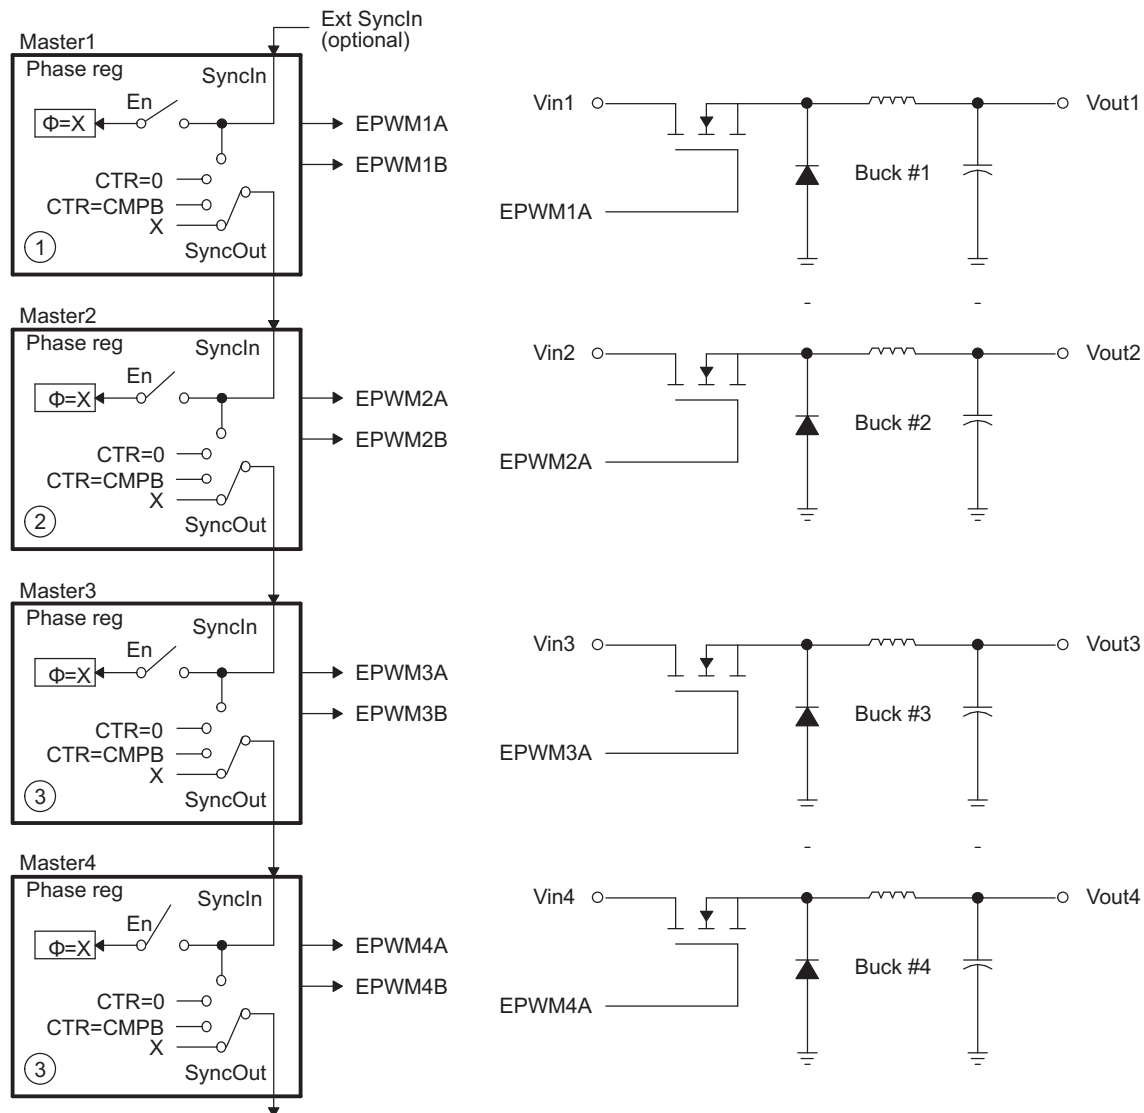 Ext SyncIn
(optional)
Master1
Phase reg
SyncIn
En
Φ=X
EPWM1A
EPWM1B
CTR=0
CTR=CMPB
X
SyncOut
1
Vin1
Vout1
Buck #1
EPWM1A
Master2
Phase reg
SyncIn
En
Φ=X
EPWM2A
EPWM2B
CTR=0
CTR=CMPB
X
SyncOut
2
Vin2
Vout2
Buck #2
EPWM2A
Master3
Phase reg
SyncIn
En
Φ=X
EPWM3A
EPWM3B
CTR=0
CTR=CMPB
X
SyncOut
3
Vin3
Vout3
Buck #3
EPWM3A
Master4
Phase reg
SyncIn
En
Φ=X
EPWM4A
EPWM4B
CTR=0
CTR=CMPB
X
SyncOut
3
Vin4
Vout4
Buck #4
EPWM4A